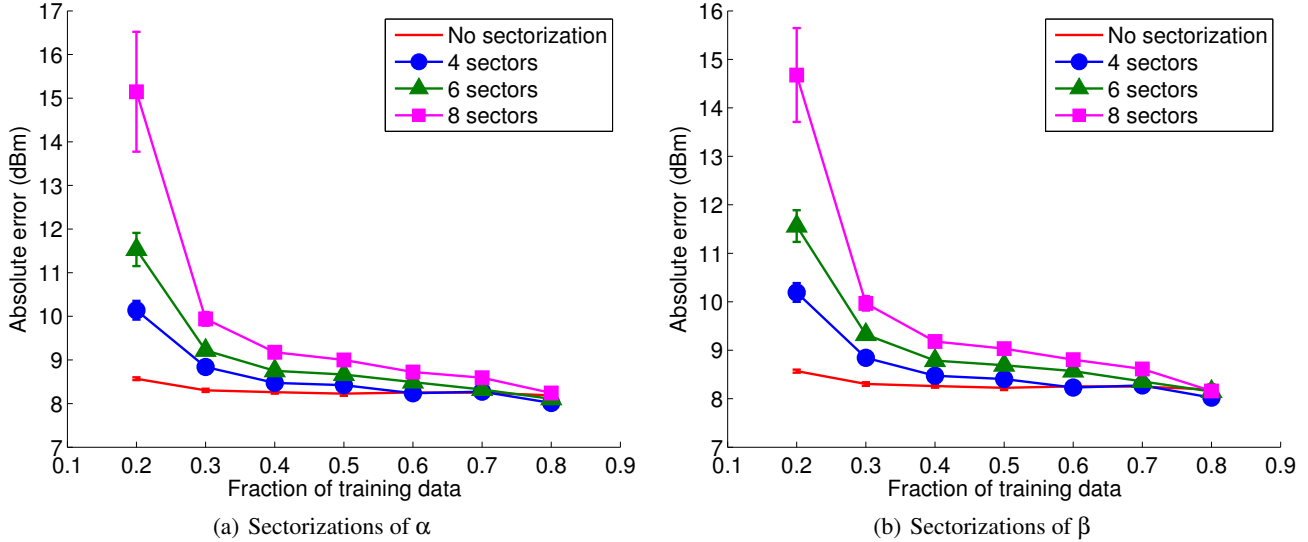 17
16
15
14
13
12
11
10
9
8
7
Absolute error (dBm)
No sectorization
4 sectors
6 sectors
8 sectors
0.1 0.2 0.3 0.4 0.5 0.6 0.7 0.8 0.9
Fraction of training data
(a) Sectorizations of α
16
15
14
13
12
11
10
9
8
7
Absolute error (dBm)
No sectorization
4 sectors
6 sectors
8 sectors
0.1 0.2 0.3 0.4 0.5 0.6 0.7 0.8 0.9
Fraction of training data
(b) Sectorizations of β